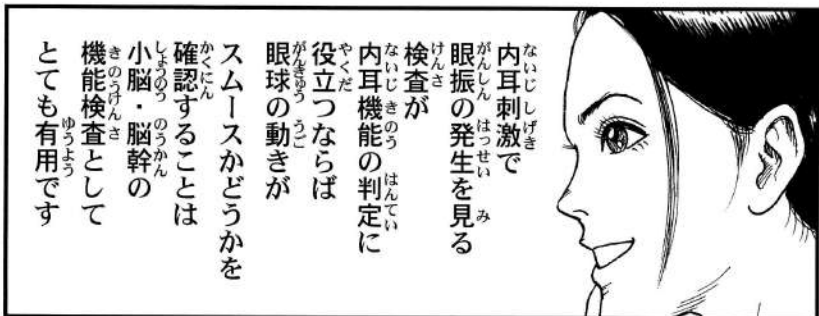 内耳刺激で
眼振の発生を見る
検査が
内耳機能の判定に
役立つならば
眼球の動きが
スムースかどうかを
確認することは
小脳・脳幹の
機能検査として
とても有用です